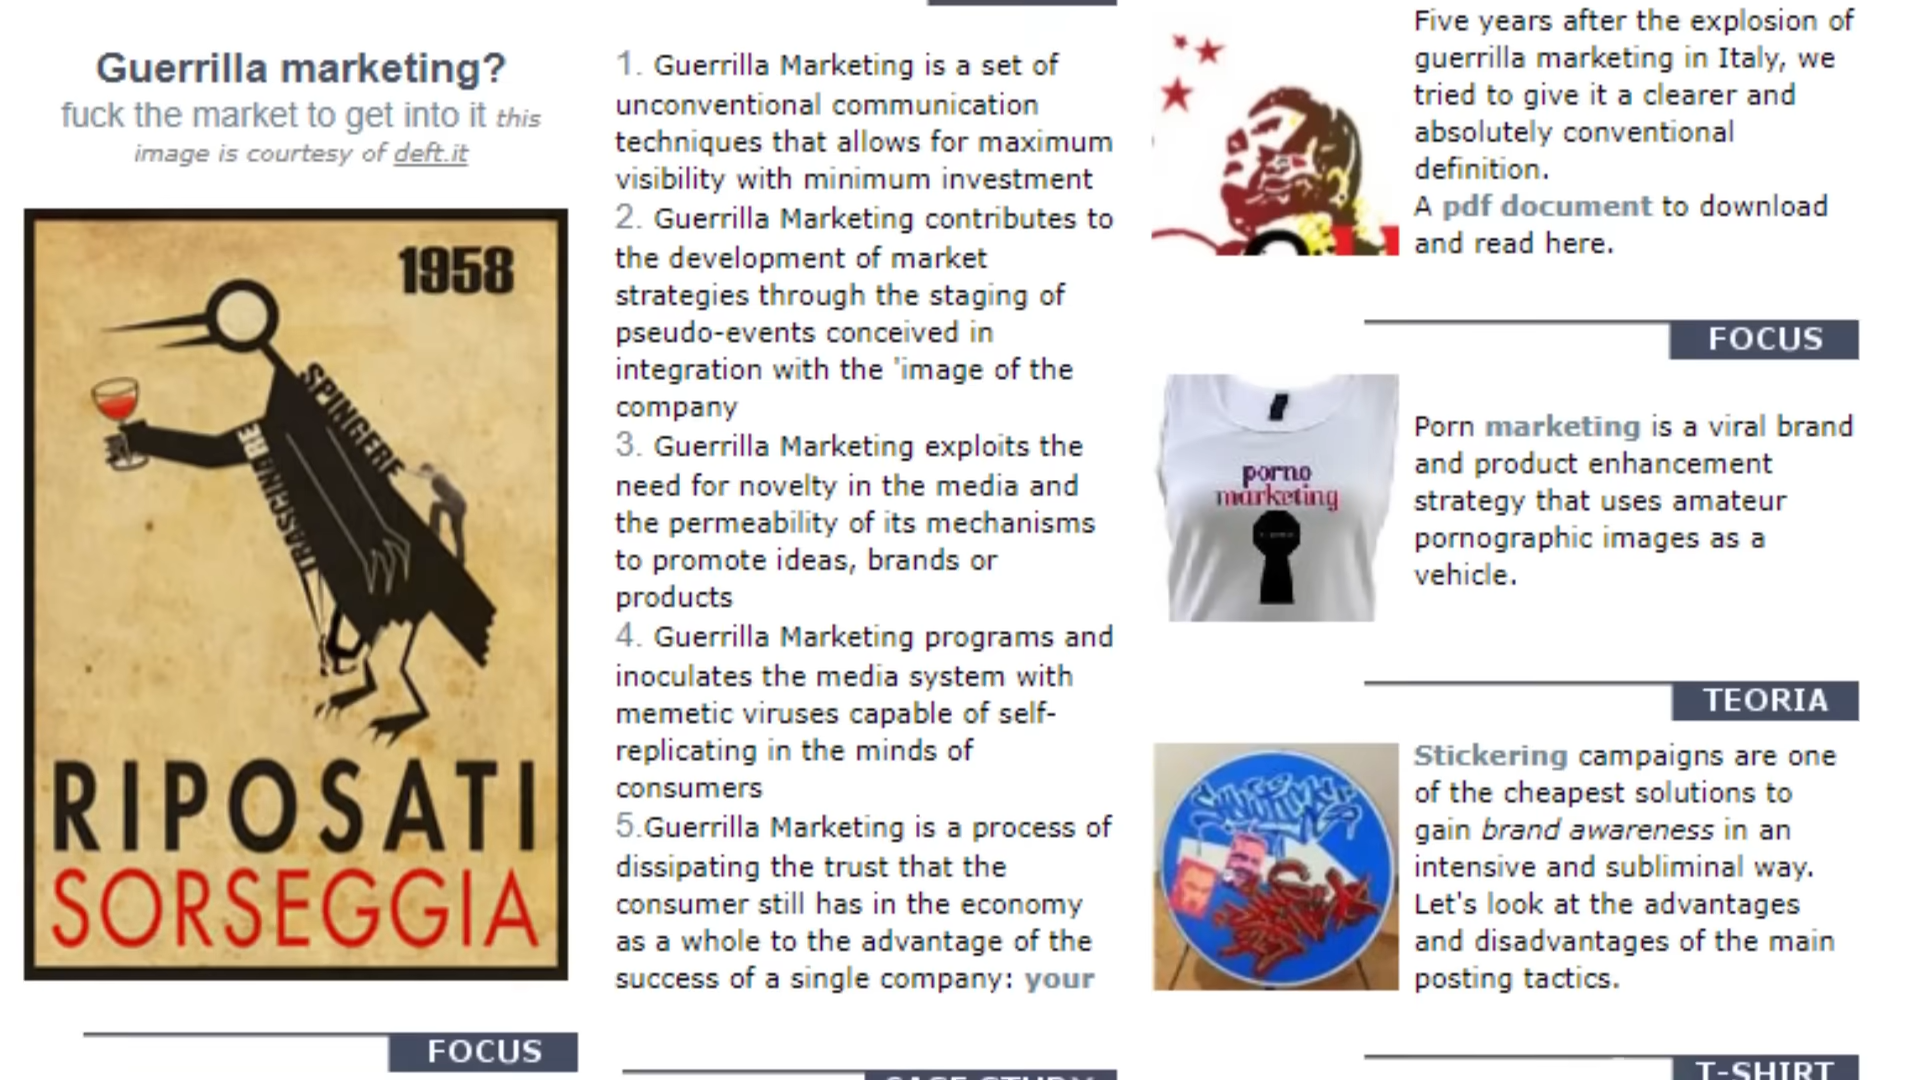 Guerrilla marketing?
fuck the market to get into it this
image is courtesy of deft.it
1958
SPINGERE
TRASCINARE
RIPOSATI
SORSEGGIA
FOCUS
1. Guerrilla Marketing is a set of
unconventional communication
techniques that allows for maximum
visibility with minimum investment
2. Guerrilla Marketing contributes to
the development of market
strategies through the staging of
pseudo-events conceived in
integration with the 'image of the
company
3. Guerrilla Marketing exploits the
need for novelty in the media and
the permeability of its mechanisms
to promote ideas, brands or
products
4. Guerrilla Marketing programs and
inoculates the media system with
memetic viruses capable of self-
replicating in the minds of
consumers
5.Guerrilla Marketing is a process of
dissipating the trust that the
consumer still has in the economy
as a whole to the advantage of the
success of a single company: your
CASE STUDY
Five years after the explosion of
guerrilla marketing in Italy, we
tried to give it a clearer and
absolutely conventional
definition.
A pdf document to download
and read here.
FOCUS
porno
marketing
Porn marketing is a viral brand
and product enhancement
strategy that uses amateur
pornographic images as a
vehicle.
TEORIA
Stickering campaigns are one
of the cheapest solutions to
gain brand awareness in an
intensive and subliminal way.
Let's look at the advantages
and disadvantages of the main
posting tactics.
T-SHIRT